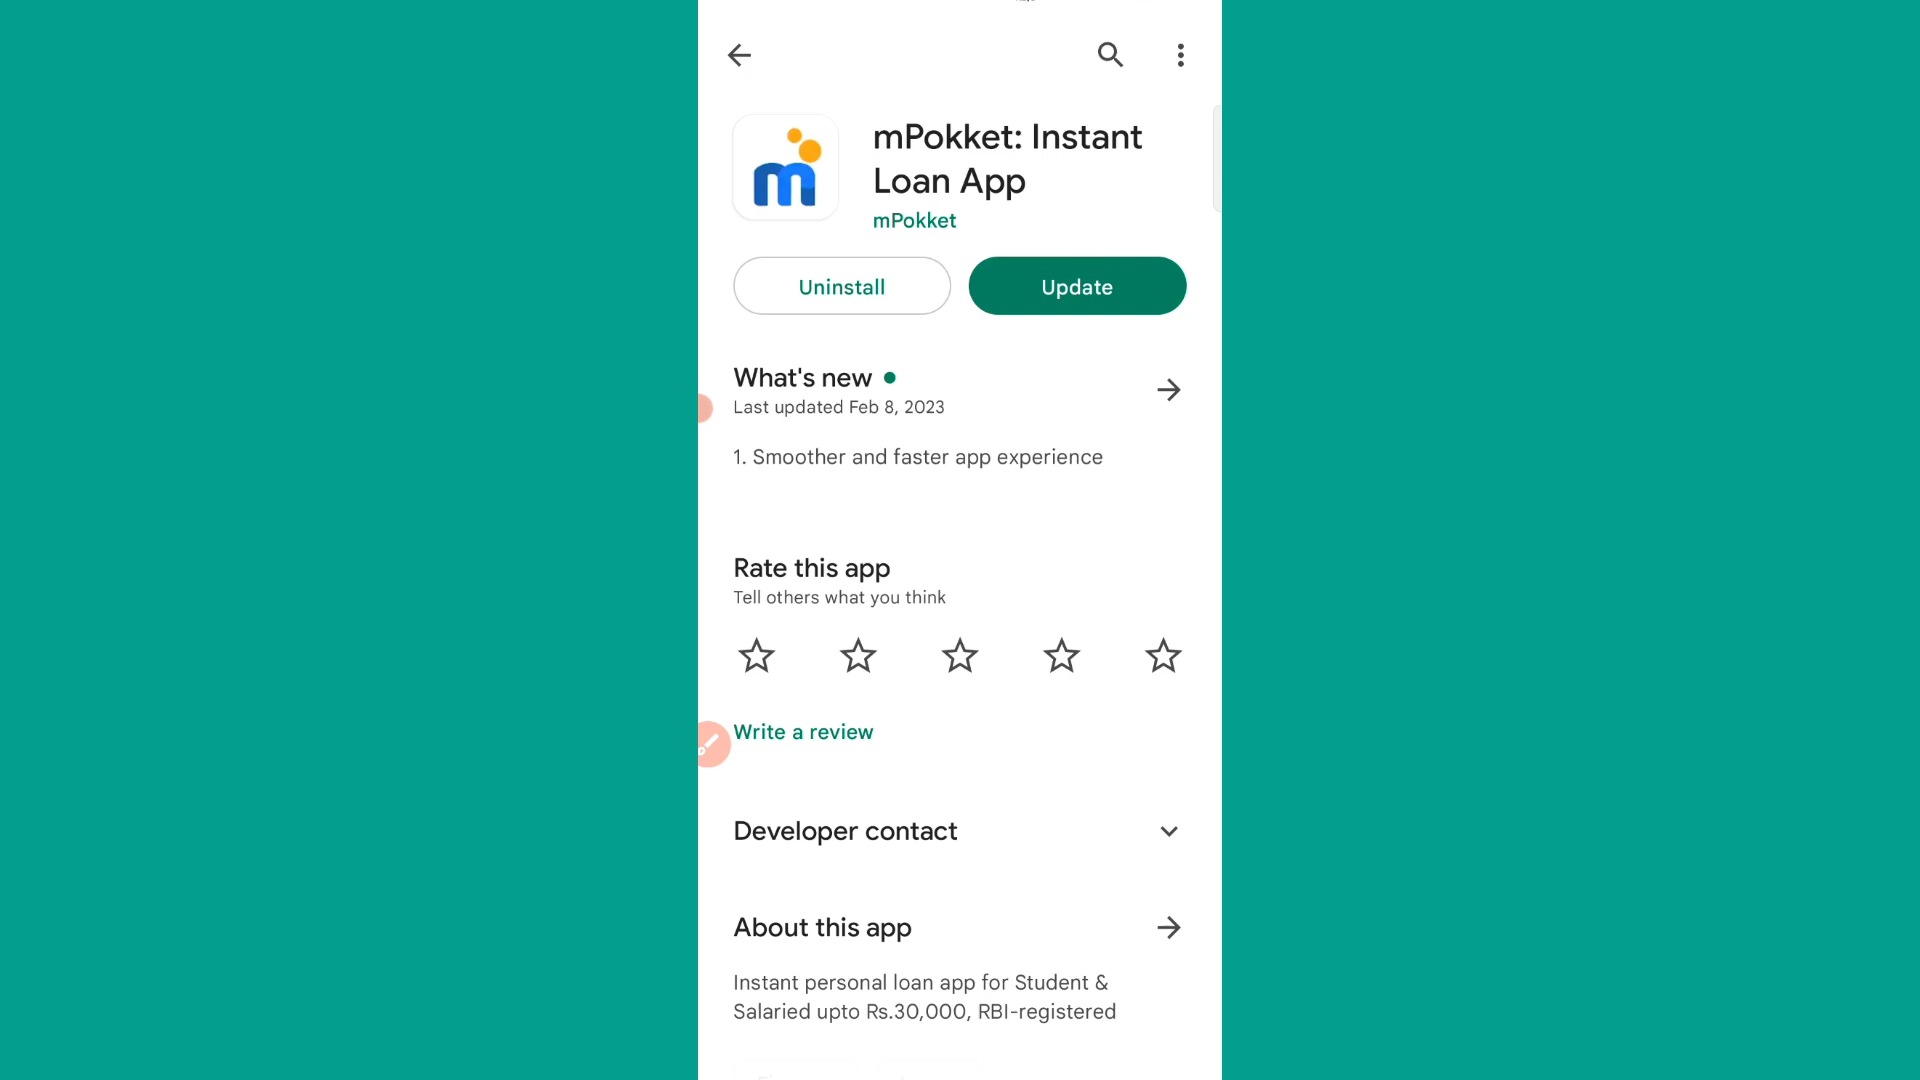 mPokket: Instant
Loan App
mPokket
Uninstall
Update
What's new
Last updated Feb 8, 2023
1. Smoother and faster app experience
Rate this app
Tell others what you think
Write a review
Developer contact
About this app
Instant personal loan app for Student &
Salaried upto Rs.30,000, RBI-registered